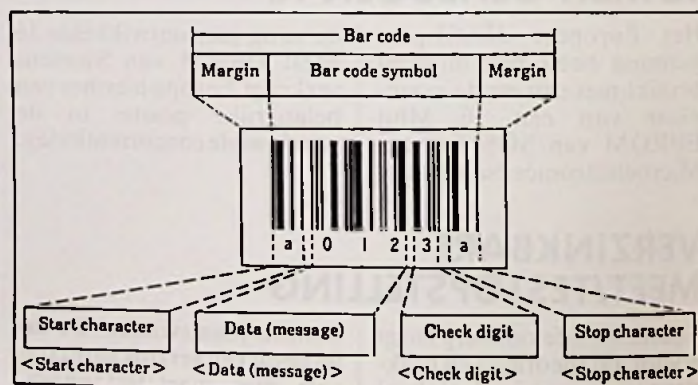 Bar code
Margin Bar code symbol Margin
a 0 1 2 3 a
Start character Data (message) Check digit Stop character
<Start character> <Data (message)> <Check digit> <Stop character>